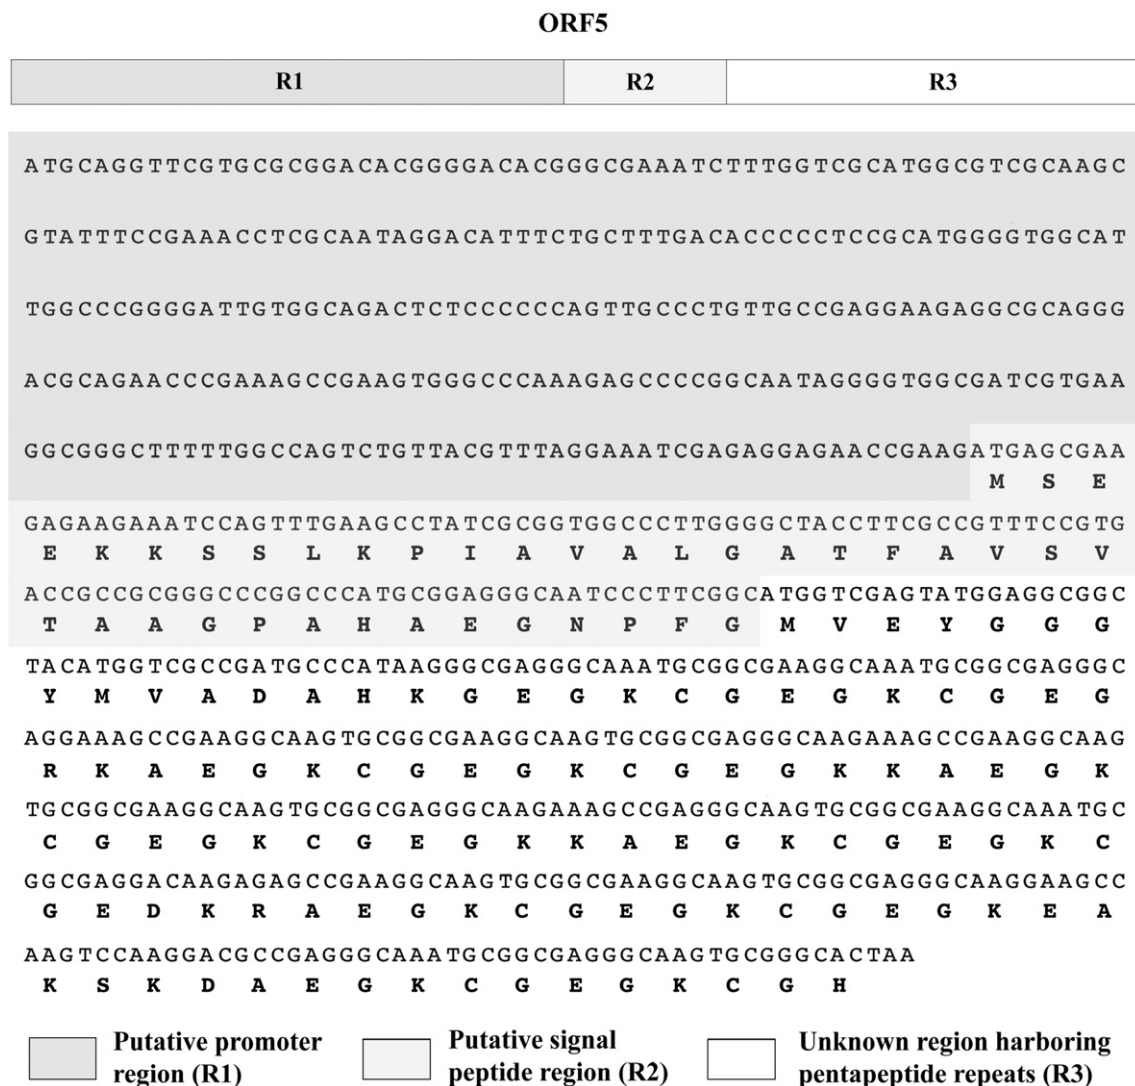 ORF5
R1 R2 R3
ATGCAGGTTCGTGCGCGGACACGGGGACACGGGCGAAATCTTTGGTCGCATGGCGTCGCAAGC
GTATTTCCGAAACCTCGCAATAGGACATTTCTGCTTTGACACCCCCTCCGCATGGGGTGGCAT
TGGCCCGGGGATTGTGGCAGACTCTCCCCCCAGTTGCCCTGTTGCCGAGGAAGAGGCGCAGGG
ACGCAGAACCCGAAAGCCGAAGTGGGCCCAAAGAGCCCCGGCAATAGGGGTGGCGATCGTGAA
GGCGGGCTTTTTGGCCAGTCTGTTACGTTTAGGAAATCGAGAGGAGAACCGAAGATGAGCGAA
M S E
GAGAAGAAATCCAGTTTGAAGCCTATCGCGGTGGCCCTTGGGGCTACCTTCGCCGTTTCCGTG
E K K S S L K P I A V A L G A T F A V S V
ACCGCCGCGGGCCCGGCCCATGCGGAGGGCAATCCCTTCGGCATGGTCGAGTATGGAGGCGGC
T A A G P A H A E G N P F G M V E Y G G G
TACATGGTCGCCGATGCCCATAAGGGCGAGGGCAAATGCGGCGAAGGCAAATGCGGCGAGGGC
Y M V A D A H K G E G K C G E G K C G E G
AGGAAAGCCGAAGGCAAGTGCGGCGAAGGCAAGTGCGGCGAGGGCAAGAAAGCCGAAGGCAAG
R K A E G K C G E G K C G E G K K A E G K
TGCGGCGAAGGCAAGTGCGGCGAGGGCAAGAAAGCCGAGGGCAAGTGCGGCGAAGGCAAATGC
C G E G K C G E G K K A E G K C G E G K C
GGCGAGGACAAGAGAGCCGAAGGCAAGTGCGGCGAAGGCAAGTGCGGCGAGGGCAAGGAAGCC
G E D K R A E G K C G E G K C G E G K E A
AAGTCCAAGGACGCCGAGGGCAAATGCGGCGAGGGCAAGTGCGGGCACTAA
K S K D A E G K C G E G K C G H
Putative promoter
region (R1)
Putative signal
peptide region (R2)
Unknown region harboring
pentapeptide repeats (R3)